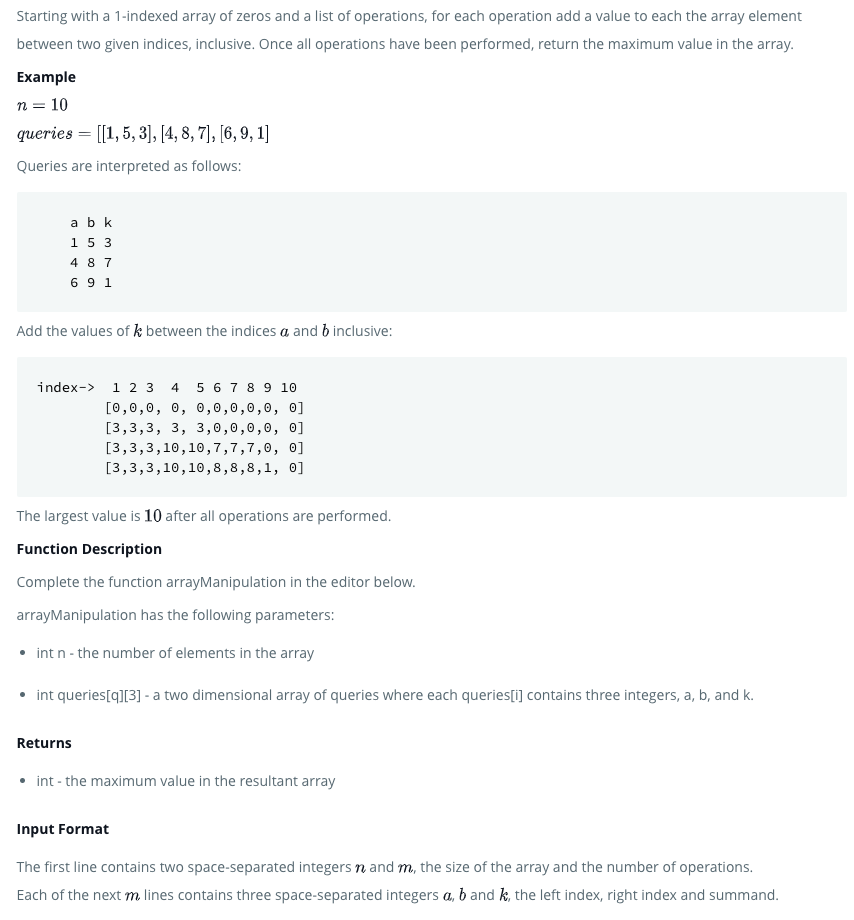 Starting with a 1-indexed array of zeros and a list of operations, for each operation add a value to each the array element
between two given indices, inclusive. Once all operations have been performed, return the maximum value in the array.
Example
n = 10
queries = [[1, 5, 3], [4, 8, 7], [6, 9, 1]
Queries are interpreted as follows:
a b k
1 5 3
4 8 7
6 9 1
Add the values of k between the indices a and b inclusive:
index-> 1 2 3 4 5 6 7 8 9 10
[0,0,0, 0, 0,0,0,0,0, 0]
[3,3,3, 3, 3,0,0,0,0, 0]
[3,3,3,10,10,7,7,7,0, 0]
[3,3,3,10,10,8,8,8,1, 0]
The largest value is 10 after all operations are performed.
Function Description
Complete the function arrayManipulation in the editor below.
arrayManipulation has the following parameters:
• int n - the number of elements in the array
• int queries[q][3] - a two dimensional array of queries where each queries[i] contains three integers, a, b, and k.
Returns
• int - the maximum value in the resultant array
Input Format
The first line contains two space-separated integers n and m, the size of the array and the number of operations.
Each of the next m lines contains three space-separated integers a, b and k, the left index, right index and summand.